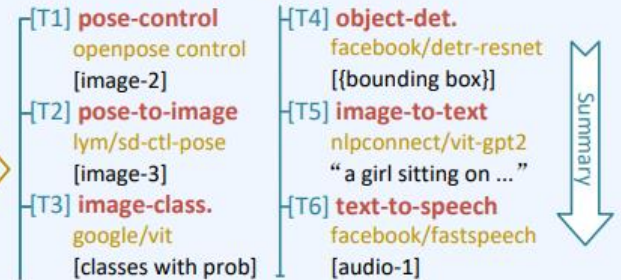 [T1] pose-control
openpose control
[image-2]
[T2] pose-to-image
lym/sd-ctl-pose
[image-3]
[T3] image-class.
google/vit
[classes with prob]
[T4] object-det.
facebook/detr-resnet
[{bounding box}]
[T5] image-to-text
nlpconnect/vit-gpt2
“a girl sitting on ...”
[T6] text-to-speech
facebook/fastspeech
[audio-1]
Summary